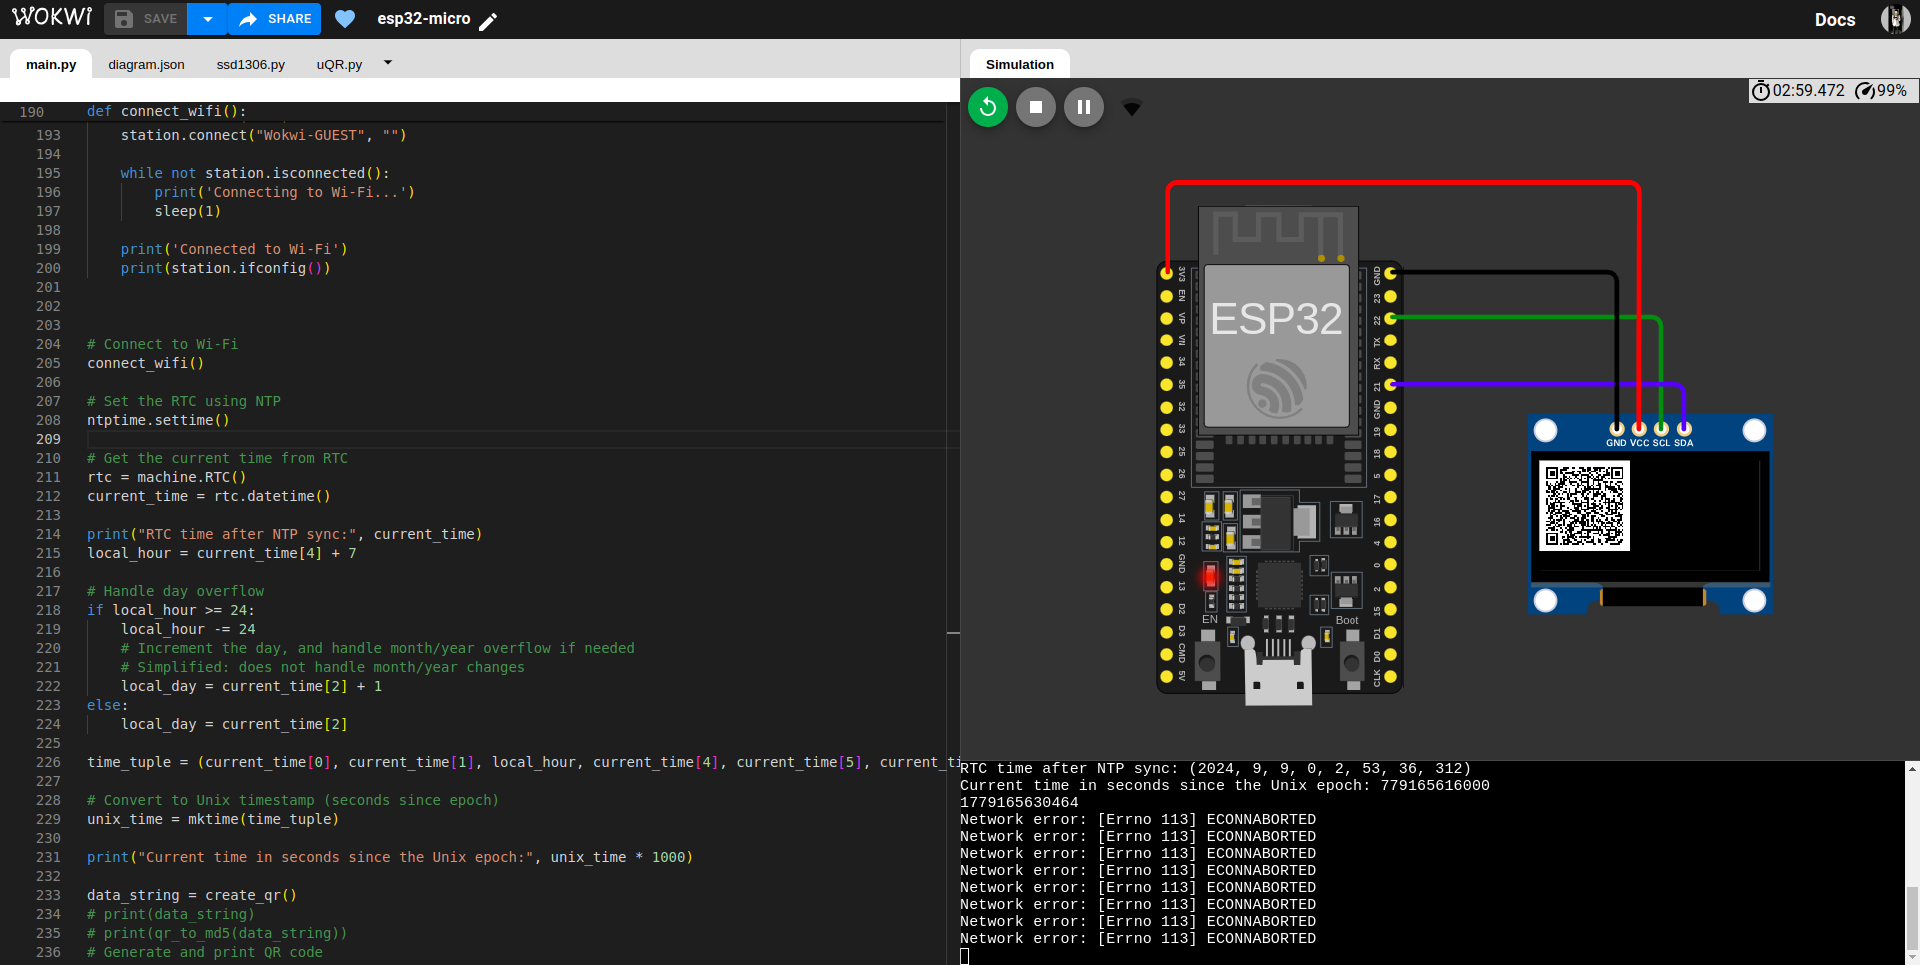 WOKWI
SAVE
SHARE
esp32-micro
Docs
main.py
diagram.json
ssd1306.py
uQR.py
190 def connect_wifi():
193 station.connect("Wokwi-GUEST", "")
194
195 while not station.isconnected():
196 print('Connecting to Wi-Fi...')
197 sleep(1)
198
199 print('Connected to Wi-Fi')
200 print(station.ifconfig())
201
202
203
204 # Connect to Wi-Fi
205 connect_wifi()
206
207 # Set the RTC using NTP
208 ntptime.settime()
209
210 # Get the current time from RTC
211 rtc = machine.RTC()
212 current_time = rtc.datetime()
213
214 print("RTC time after NTP sync:", current_time)
215 local_hour = current_time[4] + 7
216
217 # Handle day overflow
218 if local_hour >= 24:
219 local_hour -= 24
220 # Increment the day, and handle month/year overflow if needed
221 # Simplified: does not handle month/year changes
222 local_day = current_time[2] + 1
223 else:
224 local_day = current_time[2]
225
226 time_tuple = (current_time[0], current_time[1], local_hour, current_time[4], current_time[5], current_ti
227
228 # Convert to Unix timestamp (seconds since epoch)
229 unix_time = mktime(time_tuple)
230
231 print("Current time in seconds since the Unix epoch:", unix_time * 1000)
232
233 data_string = create_qr()
234 # print(data_string)
235 # print(qr_to_md5(data_string))
236 # Generate and print QR code
Simulation
02:59.472 99%
ESP32
3V3
EN
VP
VN
34
35
32
33
25
26
27
14
12
GND
13
D2
D3
CMD
5V
GND
23
22
TX
RX
21
GND
19
18
5
17
16
4
0
2
15
D1
D0
CLK
EN
Boot
GND VCC SCL SDA
RTC time after NTP sync: (2024, 9, 9, 0, 2, 53, 36, 312)
Current time in seconds since the Unix epoch: 779165616000
1779165630464
Network error: [Errno 113] ECONNABORTED
Network error: [Errno 113] ECONNABORTED
Network error: [Errno 113] ECONNABORTED
Network error: [Errno 113] ECONNABORTED
Network error: [Errno 113] ECONNABORTED
Network error: [Errno 113] ECONNABORTED
Network error: [Errno 113] ECONNABORTED
Network error: [Errno 113] ECONNABORTED